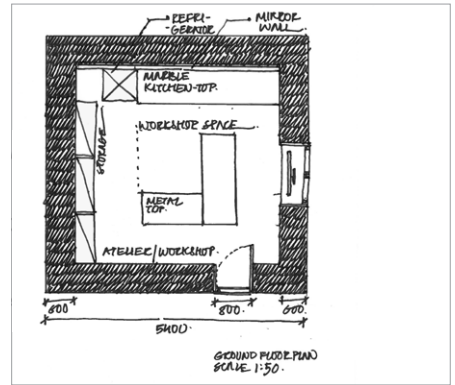 REFRI-
-GERATOR
MIRROR
WALL.
MARBLE
KITCHEN-TOP.
WORKSHOP SPACE
STORAGE
METAL
TOP.
ATELIER/WORKSHOP.
600
800.
600.
5400.
GROUND FLOOR PLAN
SCALE 1:50.